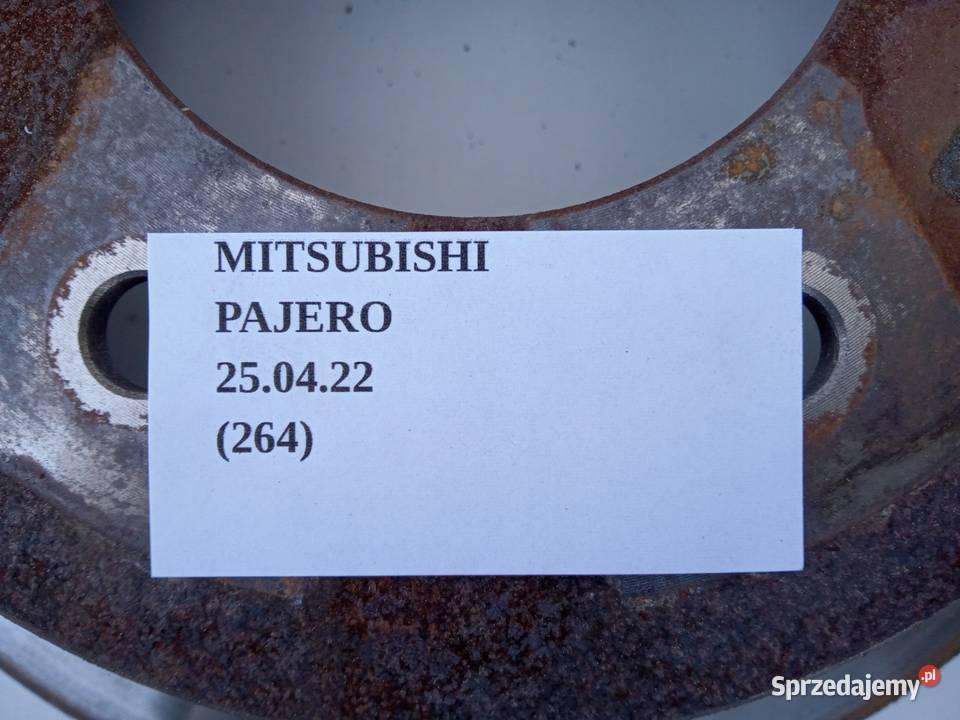 MITSUBISHI
PAJERO
25.04.22
(264)
Sprzedajemy.pl